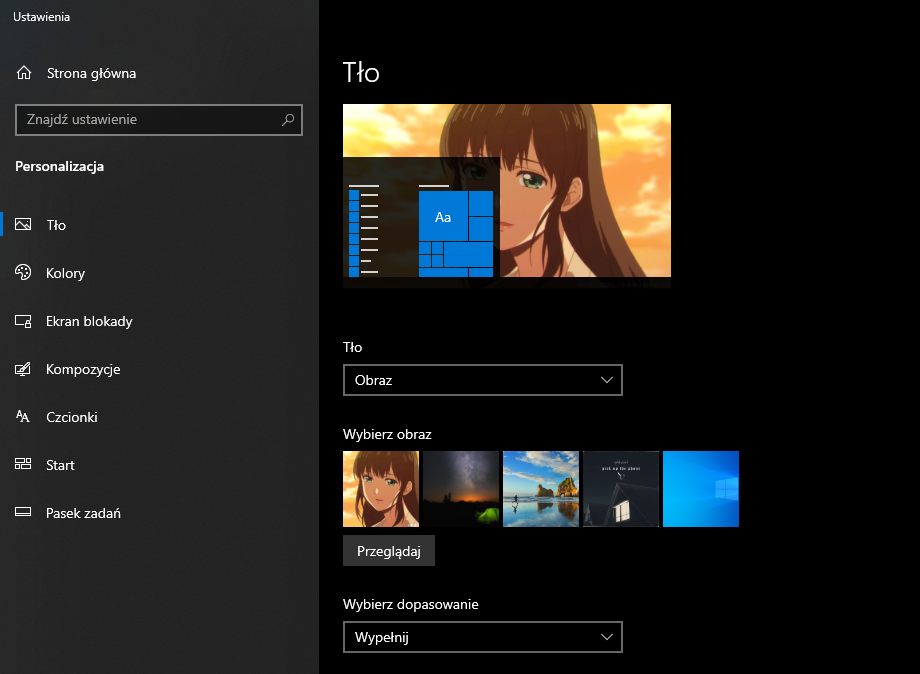 Ustawienia
Strona główna
Znajdź ustawienie
Personalizacja
Tło
Kolory
Ekran blokady
Kompozycje
Czcionki
Start
Pasek zadań
Tło
Aa
Tło
Obraz
Wybierz obraz
pick up the phone
Przeglądaj
Wybierz dopasowanie
Wypełnij